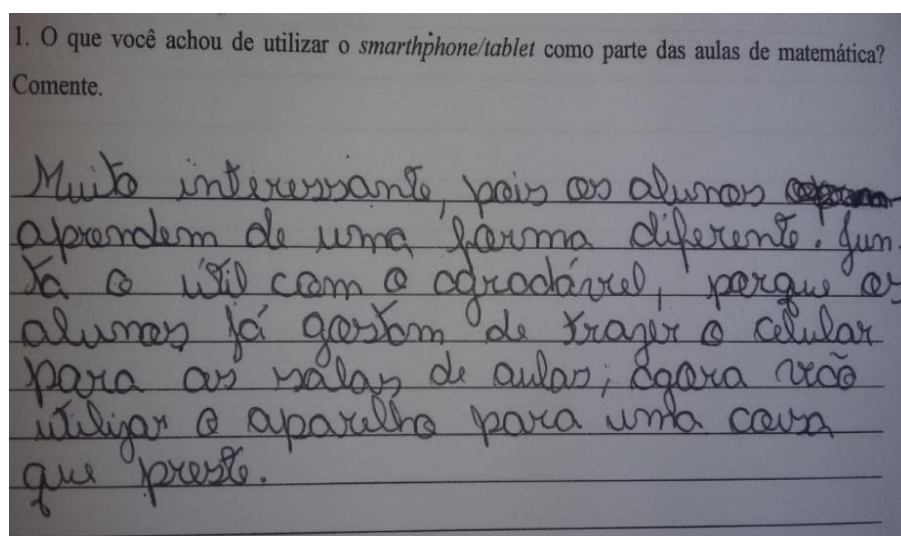 1. O que você achou de utilizar o smarthphone/tablet como parte das aulas de matemática?
Comente.
Muito interessante, pois os alunos
aprendem de uma forma diferente. Jun
ta o útil com o agradável, porque os
alunos já gostam de trazer o celular
para as salas de aulas, agora vão
utilizar o aparelho para uma coisa
que preste.